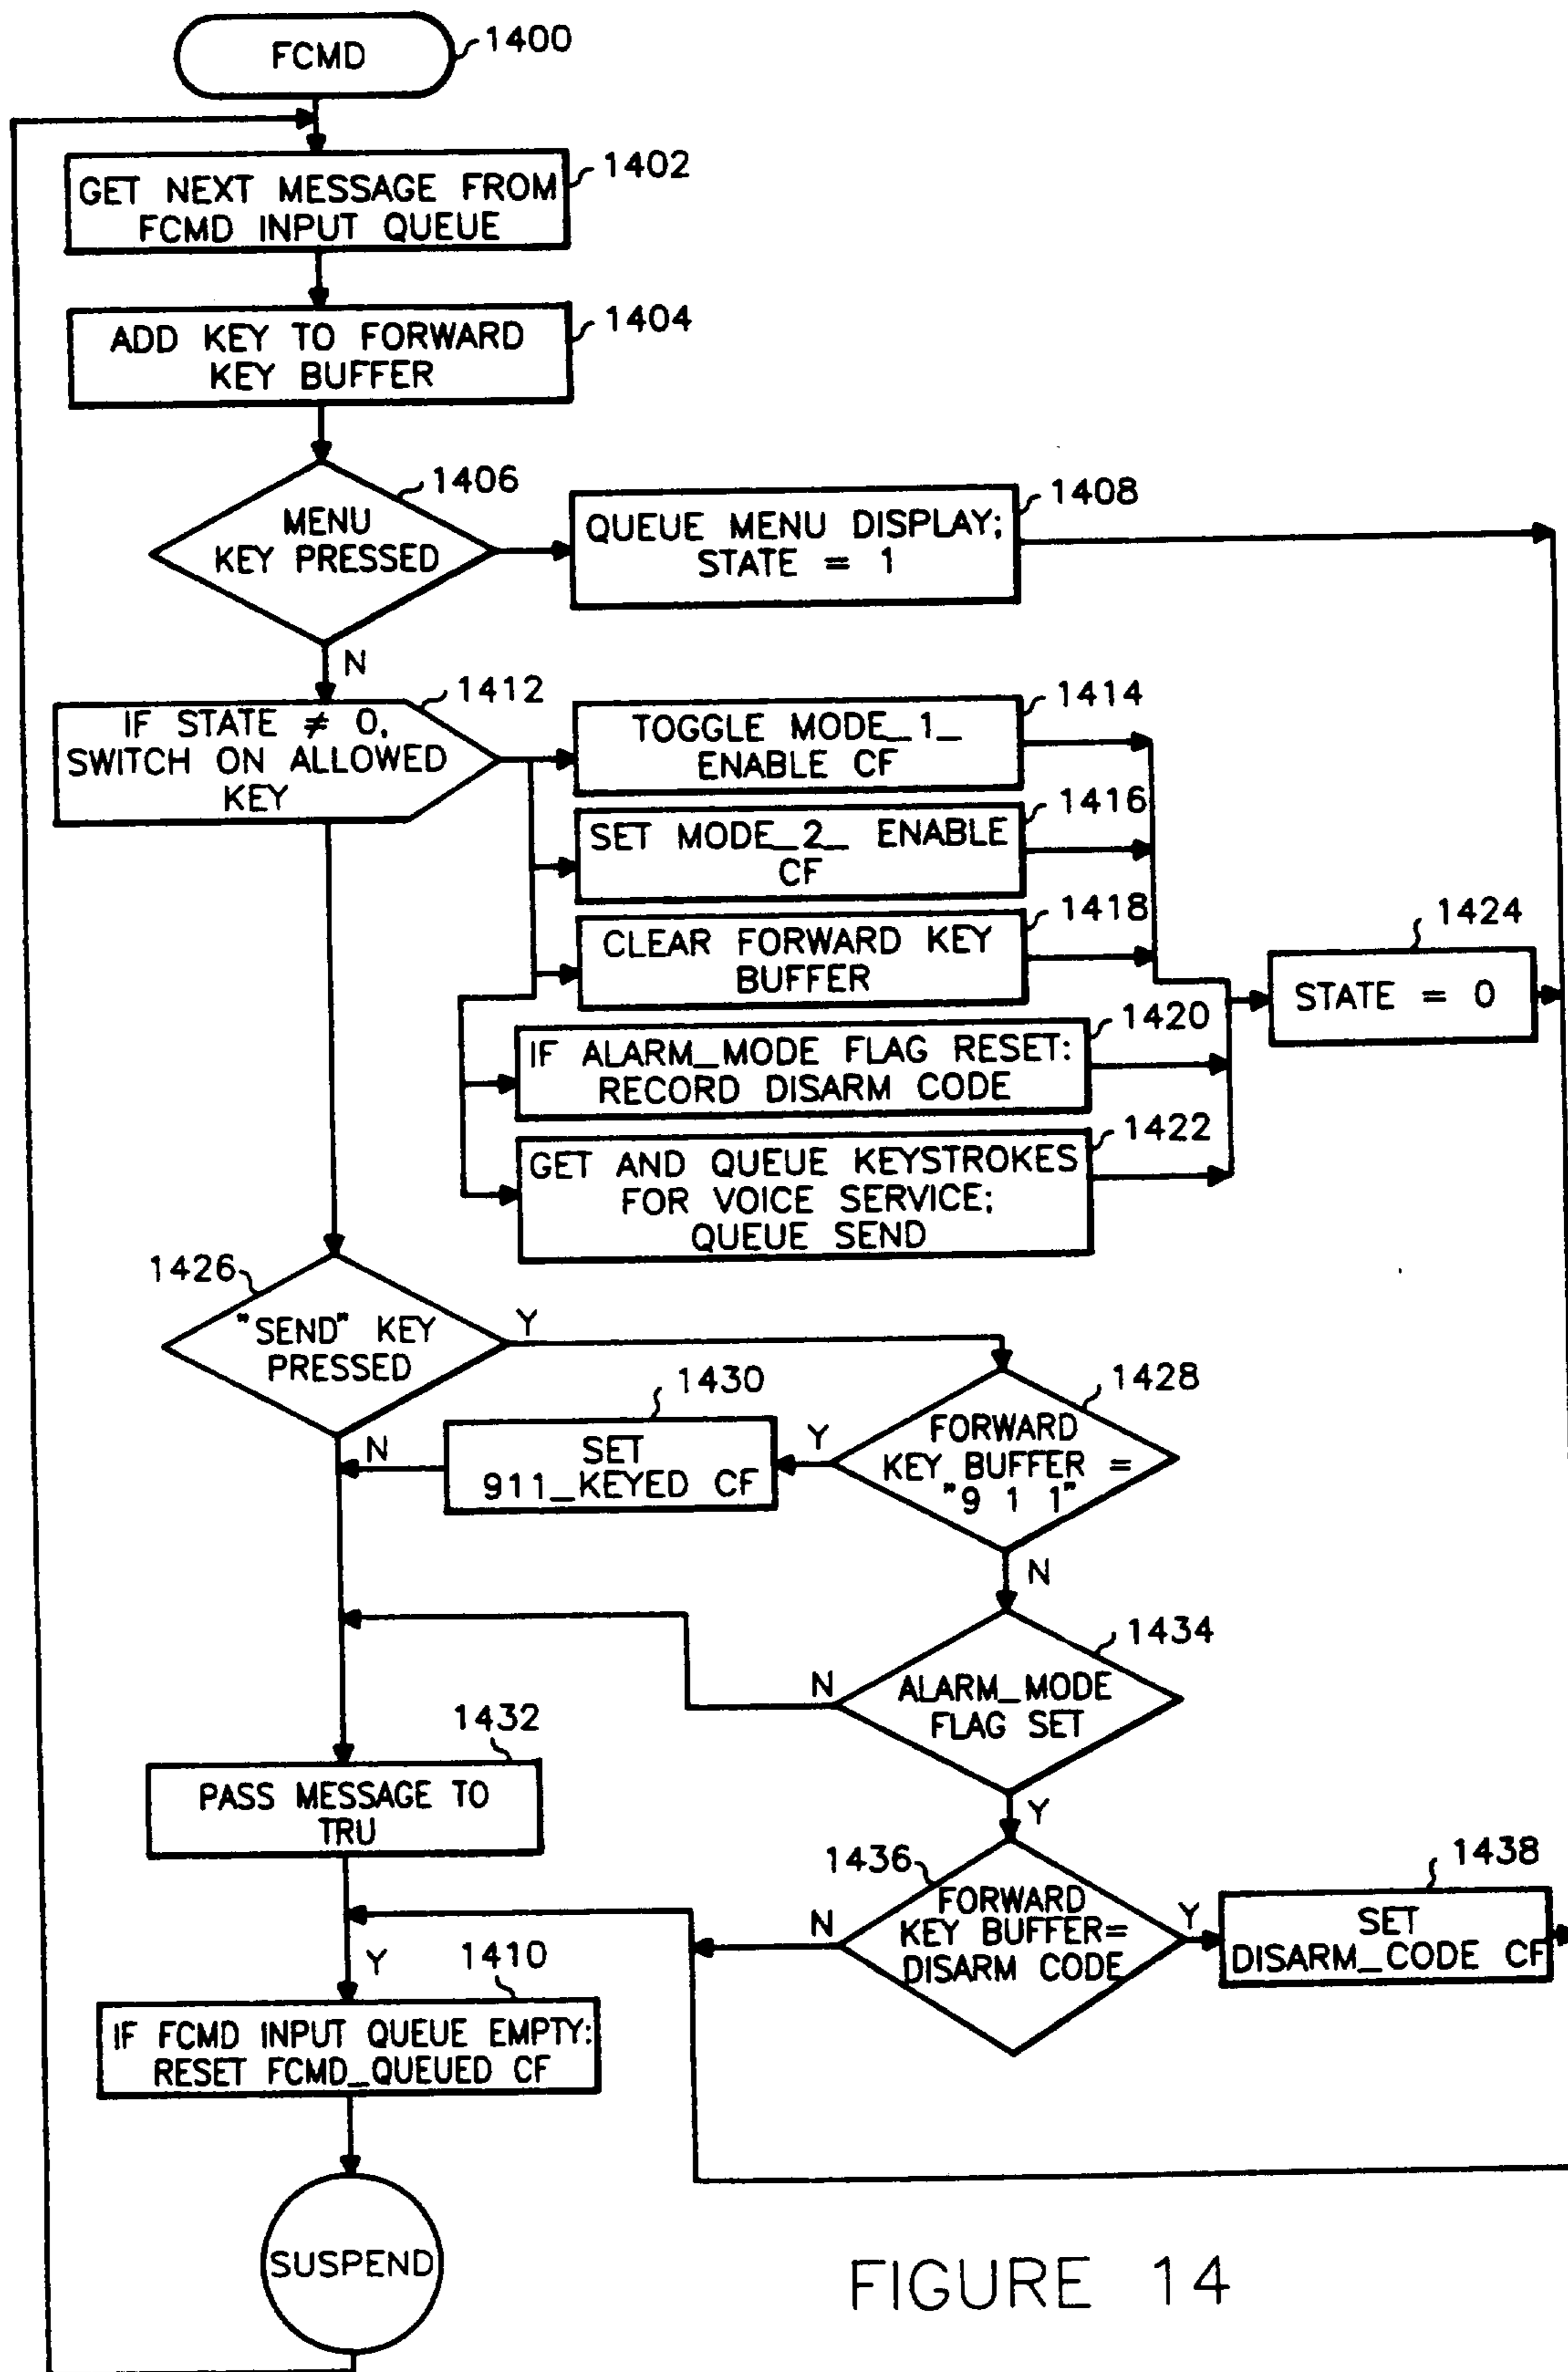 FCMD
1400
GET NEXT MESSAGE FROM
FCMD INPUT QUEUE
1402
ADD KEY TO FORWARD
KEY BUFFER
1404
MENU
KEY PRESSED
1406
QUEUE MENU DISPLAY;
STATE = 1
1408
N
IF STATE ≠ 0,
SWITCH ON ALLOWED
KEY
1412
TOGGLE MODE_1_
ENABLE CF
1414
SET MODE_2_ ENABLE
CF
1416
CLEAR FORWARD KEY
BUFFER
1418
1424
STATE = 0
IF ALARM_MODE FLAG RESET:
RECORD DISARM CODE
1420
GET AND QUEUE KEYSTROKES
FOR VOICE SERVICE;
QUEUE SEND
1422
1426
"SEND" KEY
PRESSED
Y
1428
FORWARD
KEY BUFFER =
"9 1 1"
Y
1430
SET
911_KEYED CF
N
N
1434
ALARM_MODE
FLAG SET
N
1432
PASS MESSAGE TO
TRU
Y
1436
FORWARD
KEY BUFFER=
DISARM CODE
N
Y
1438
SET
DISARM_CODE CF
Y
1410
IF FCMD INPUT QUEUE EMPTY:
RESET FCMD_QUEUED CF
SUSPEND
FIGURE 14